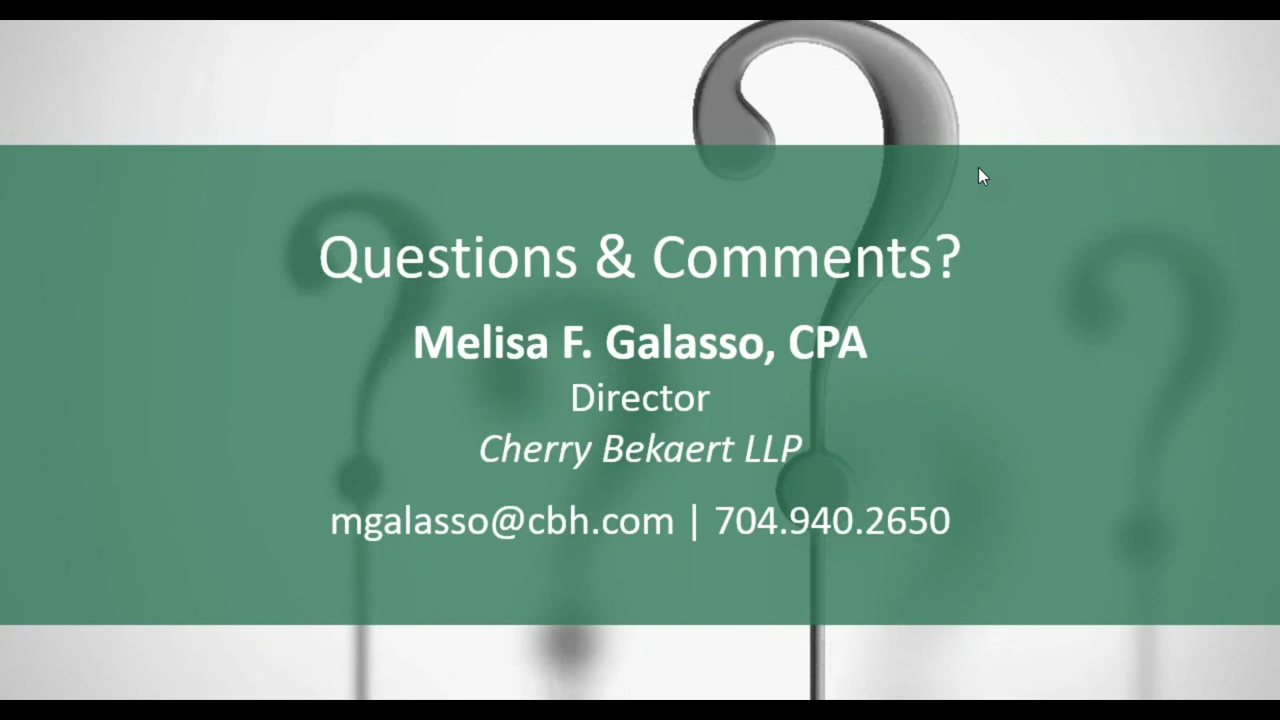 Questions & Comments?
Melisa F. Galasso, CPA
Director
Cherry Bekaert LLP
mgalasso@cbh.com | 704.940.2650